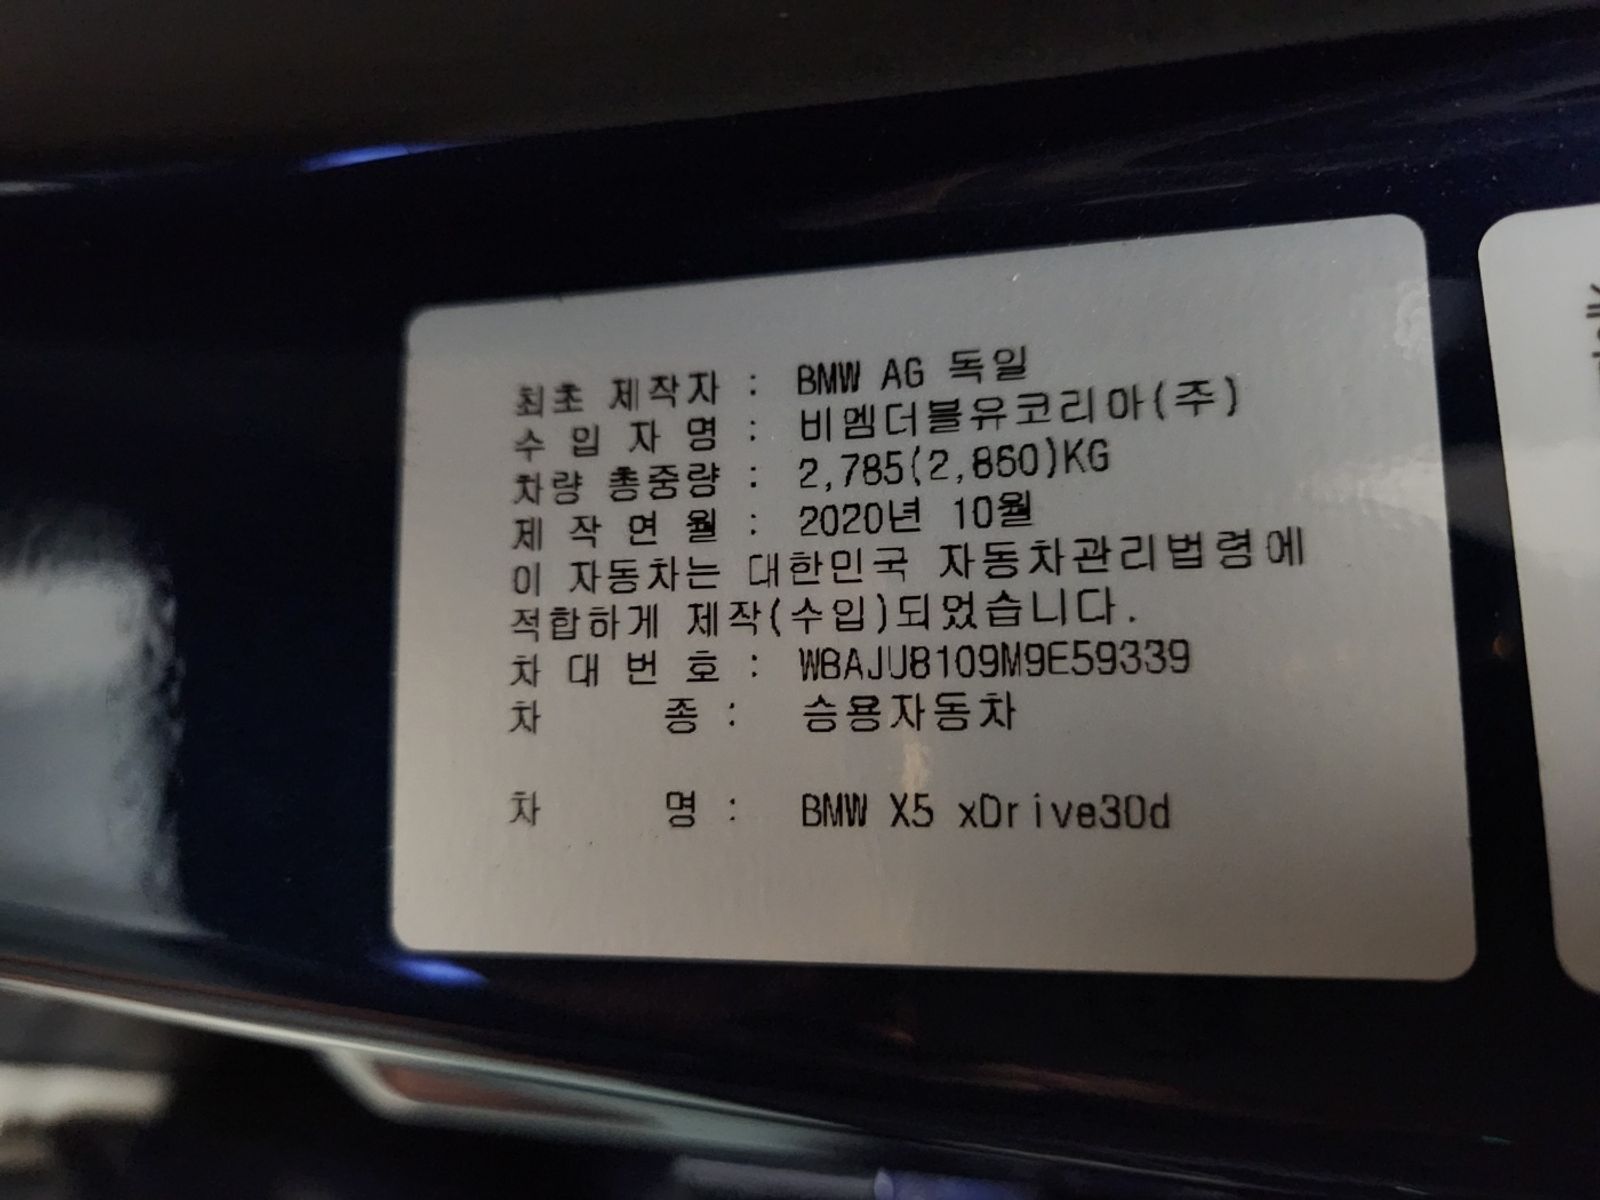 최초 제작자 : BMW AG 독일
수 입 자 명 : 비엠더블유코리아(주)
차량 총중량 : 2,785(2,860)KG
제 작 연 월 : 2020년 10월
이 자동차는 대한민국 자동차관리법령에
적합하게 제작(수입)되었습니다.
차 대 번 호 : WBAJU8109M9E59339
차 종 : 승용자동차
차 명 : BMW X5 xDrive30d